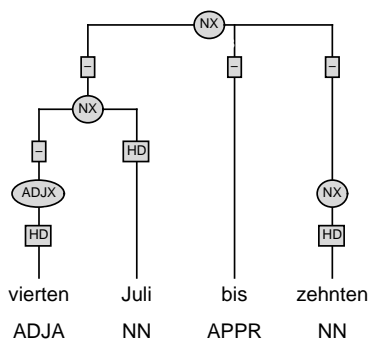 NX
– – –
NX
– HD
ADJX NX
HD HD
vierten Juli bis zehnten
ADJA NN APPR NN